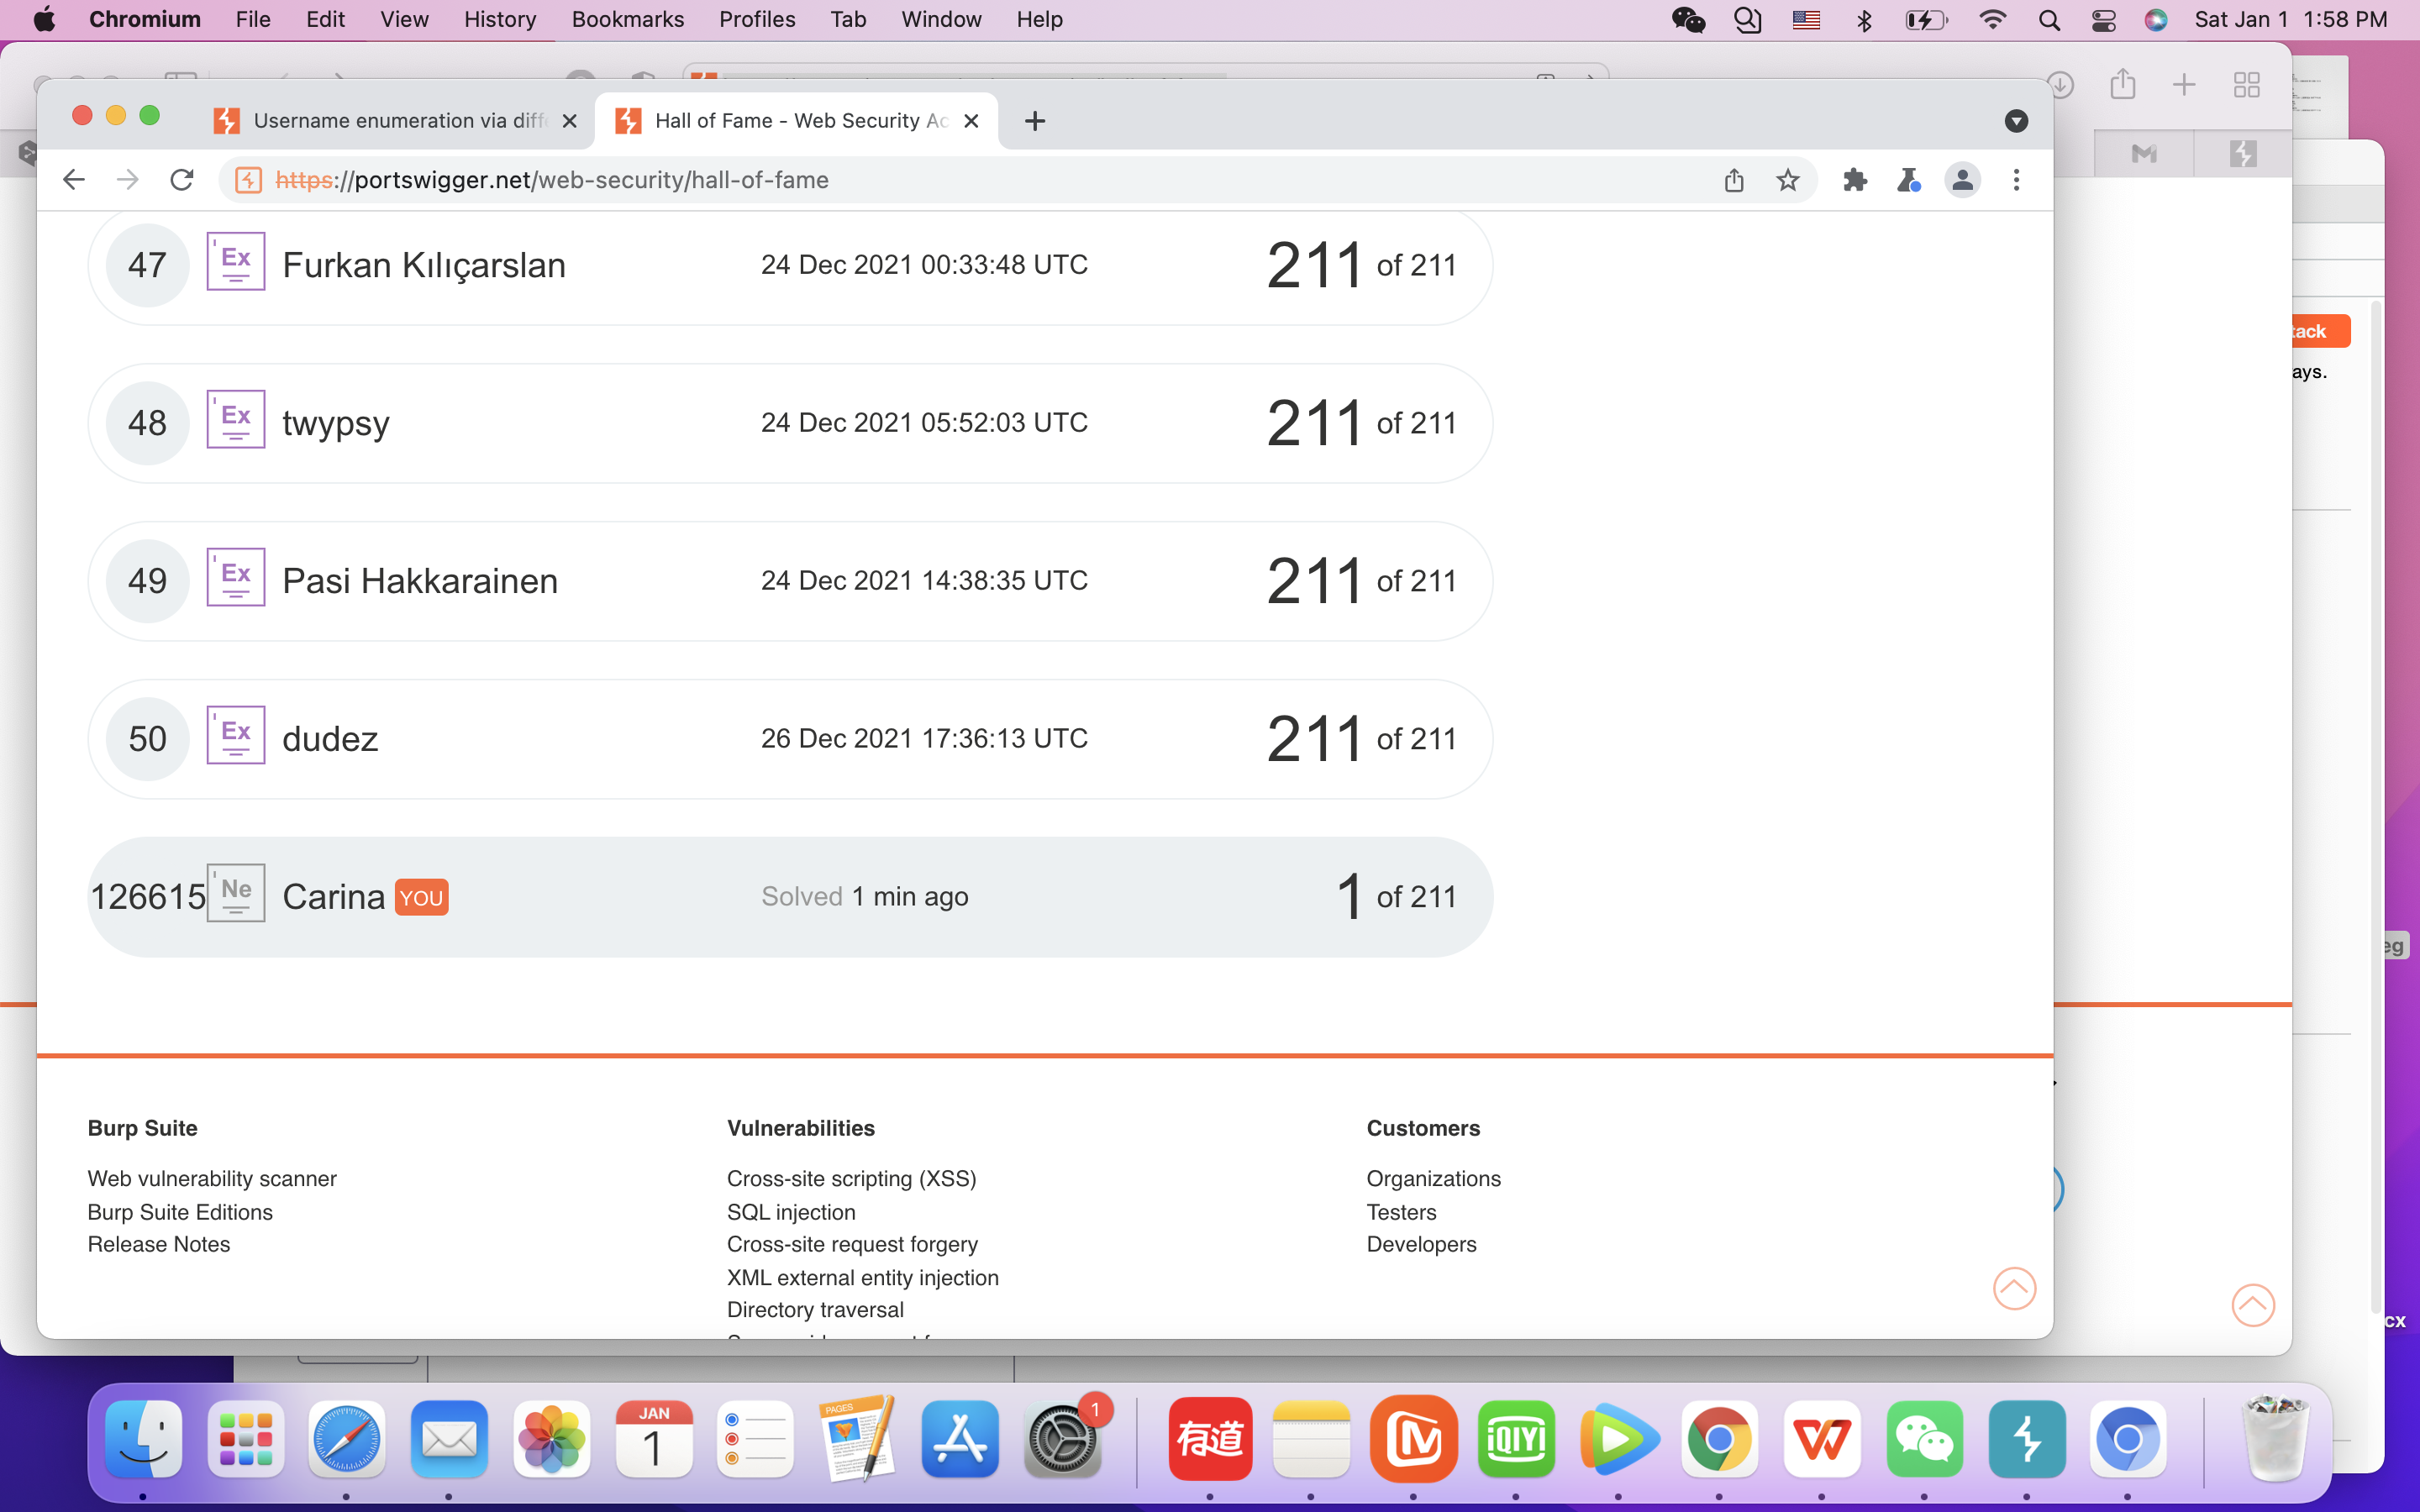 Chromium File Edit View History Bookmarks Profiles Tab Window Help Sat Jan 1 1:58 PM
Username enumeration via diff Hall of Fame - Web Security Ac
https://portswigger.net/web-security/hall-of-fame
47 Ex Furkan Kılıçarslan 24 Dec 2021 00:33:48 UTC 211 of 211
tack
ays.
48 Ex twypsy 24 Dec 2021 05:52:03 UTC 211 of 211
49 Ex Pasi Hakkarainen 24 Dec 2021 14:38:35 UTC 211 of 211
50 Ex dudez 26 Dec 2021 17:36:13 UTC 211 of 211
126615 Ne Carina YOU Solved 1 min ago 1 of 211
eg
Burp Suite Vulnerabilities Customers
Web vulnerability scanner Cross-site scripting (XSS) Organizations
Burp Suite Editions SQL injection Testers
Release Notes Cross-site request forgery Developers
XML external entity injection
Directory traversal
cx
JAN 1 PAGES 1 有道 iQIYI